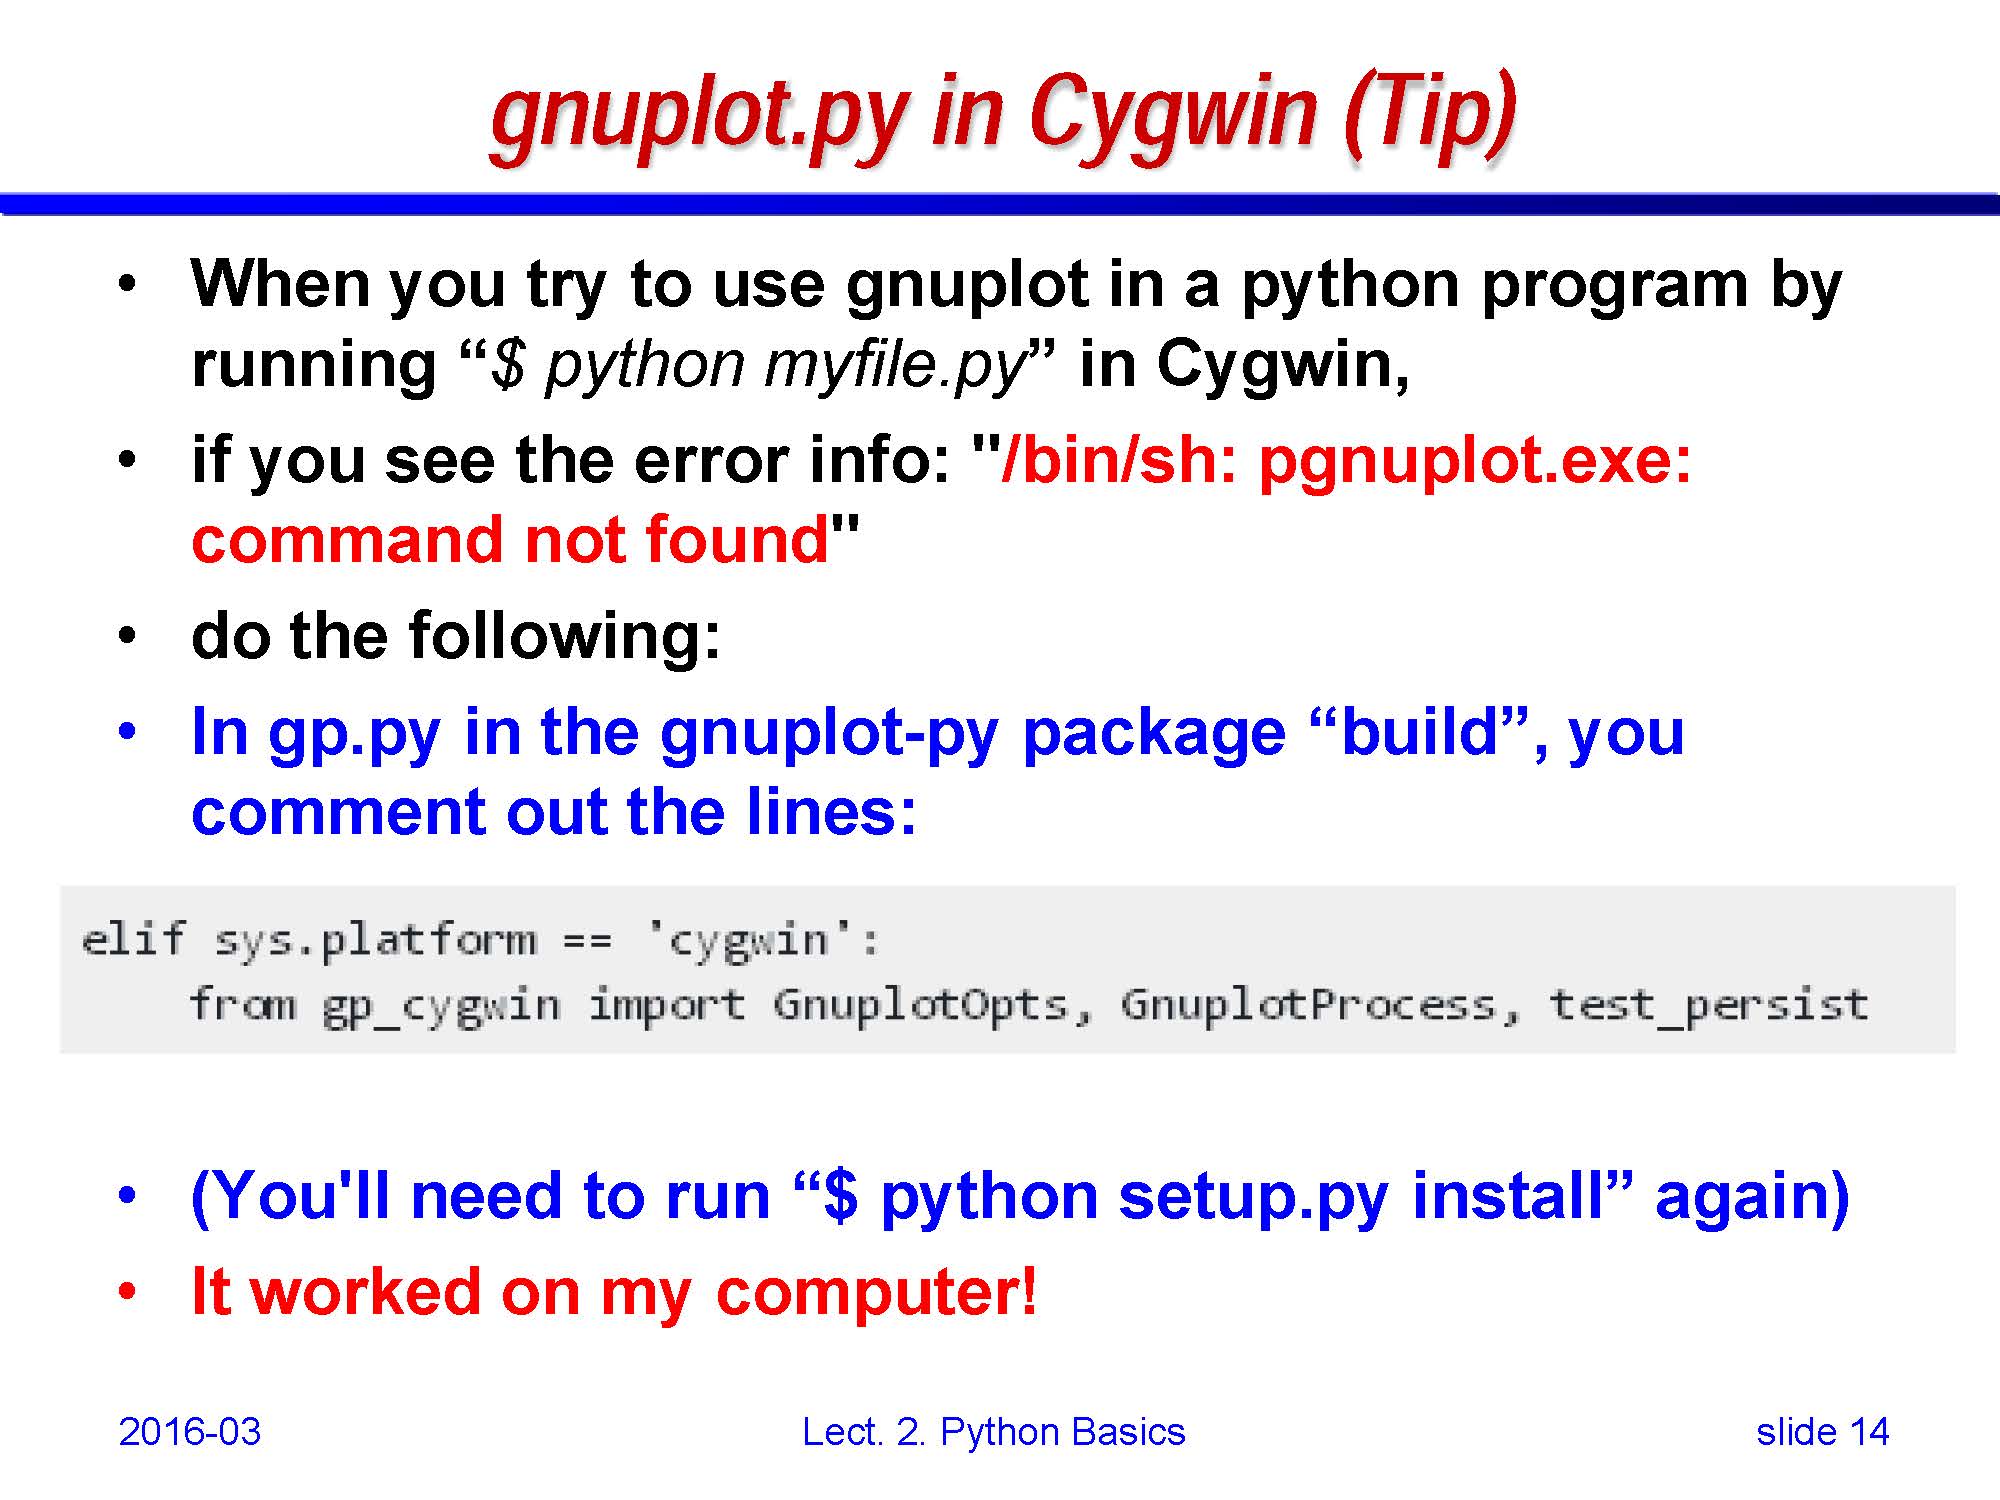 gnuplot.py in Cygwin (Tip)
• When you try to use gnuplot in a python program by
running “$ python myfile.py” in Cygwin,
• if you see the error info: "/bin/sh: pgnuplot.exe:
command not found"
• do the following:
• In gp.py in the gnuplot-py package “build”, you
comment out the lines:
elif sys.platform == 'cygwin':
    from gp_cygwin import GnuplotOpts, GnuplotProcess, test_persist
• (You'll need to run “$ python setup.py install” again)
• It worked on my computer!
2016-03
Lect. 2. Python Basics
slide 14